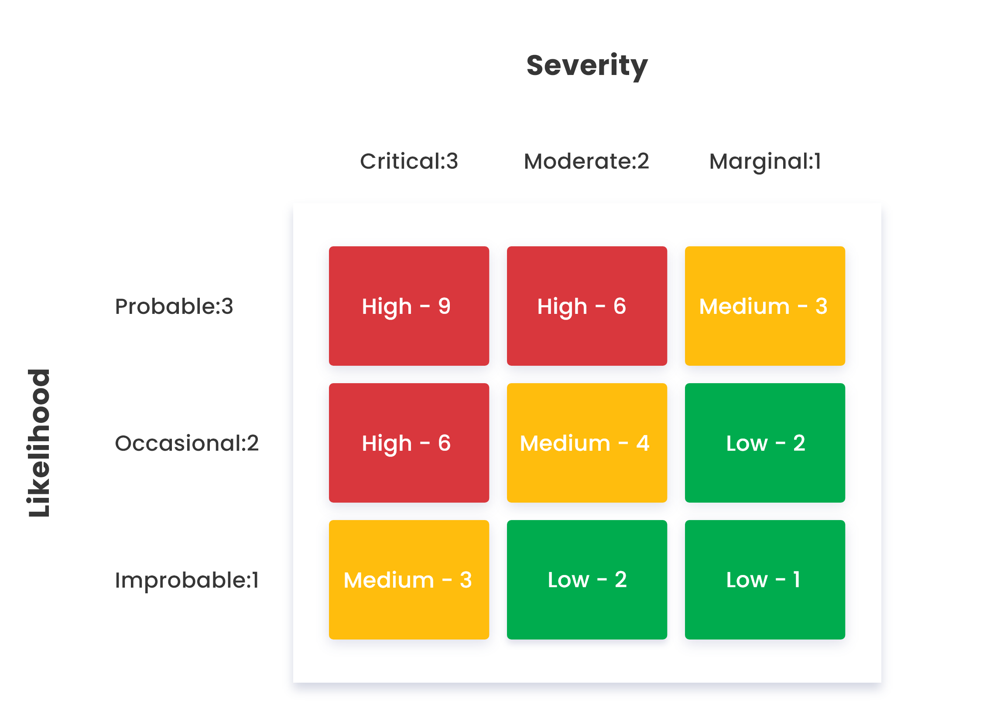 Severity
Critical:3 Moderate:2 Marginal:1
Likelihood
Probable:3 High - 9 High - 6 Medium - 3
Occasional:2 High - 6 Medium - 4 Low - 2
Improbable:1 Medium - 3 Low - 2 Low - 1